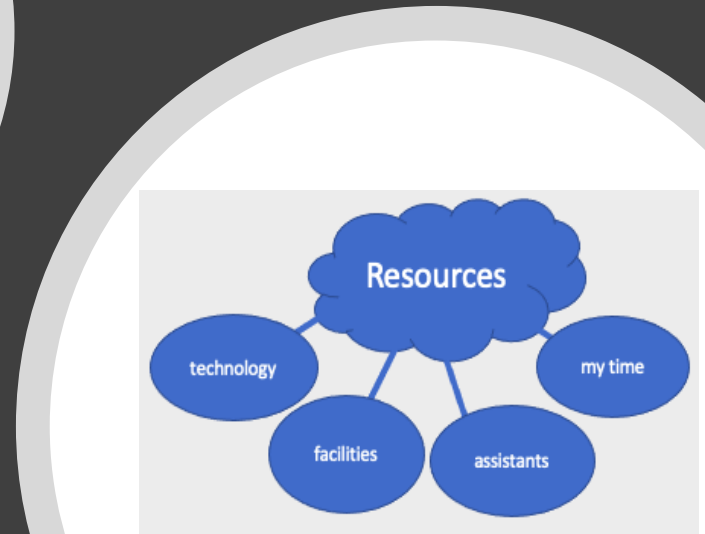 Resources
technology
my time
facilities
assistants